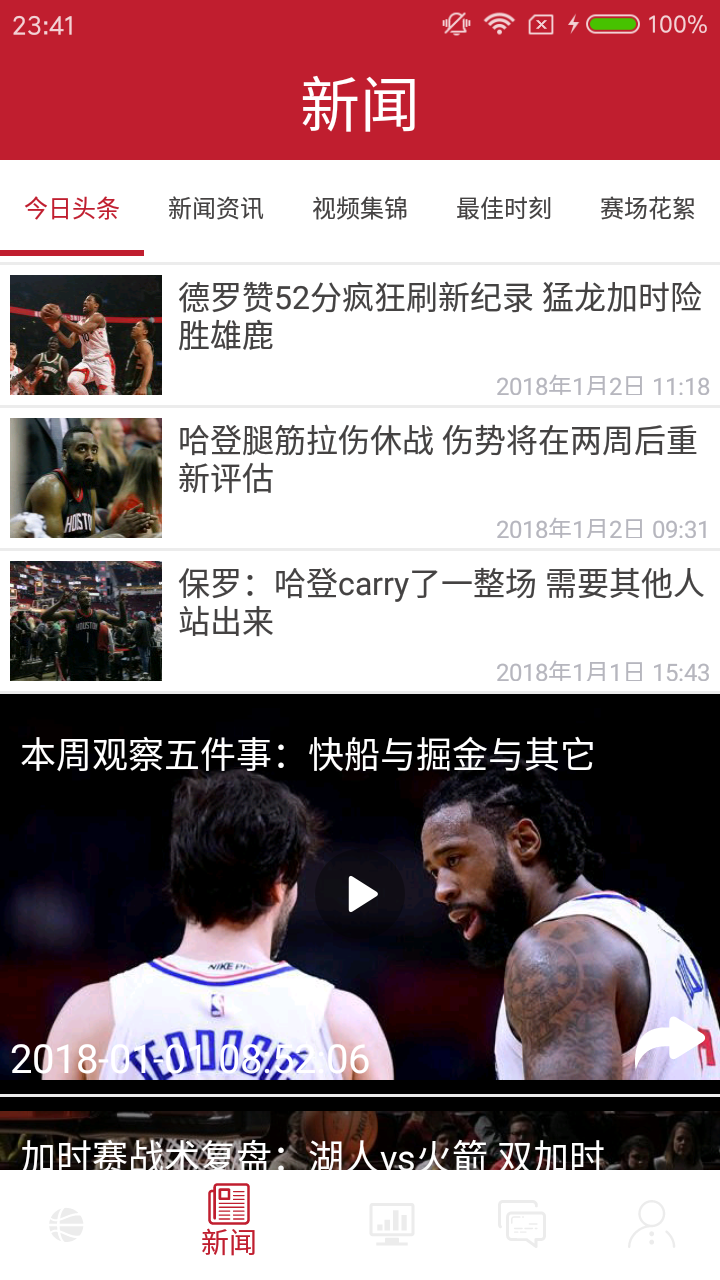 23:41
100%
新闻
今日头条 新闻资讯 视频集锦 最佳时刻 赛场花絮
德罗赞52分疯狂刷新纪录 猛龙加时险
胜雄鹿
2018年1月2日 11:18
哈登腿筋拉伤休战 伤势将在两周后重
新评估
2018年1月2日 09:31
HOUSTON
保罗：哈登carry了一整场 需要其他人
站出来
2018年1月1日 15:43
HOUSTON
1
本周观察五件事：快船与掘金与其它
NIKE
TEODOSIC
2018-01-01 08:52:06
加时赛战术复盘：湖人vs火箭 双加时
新闻